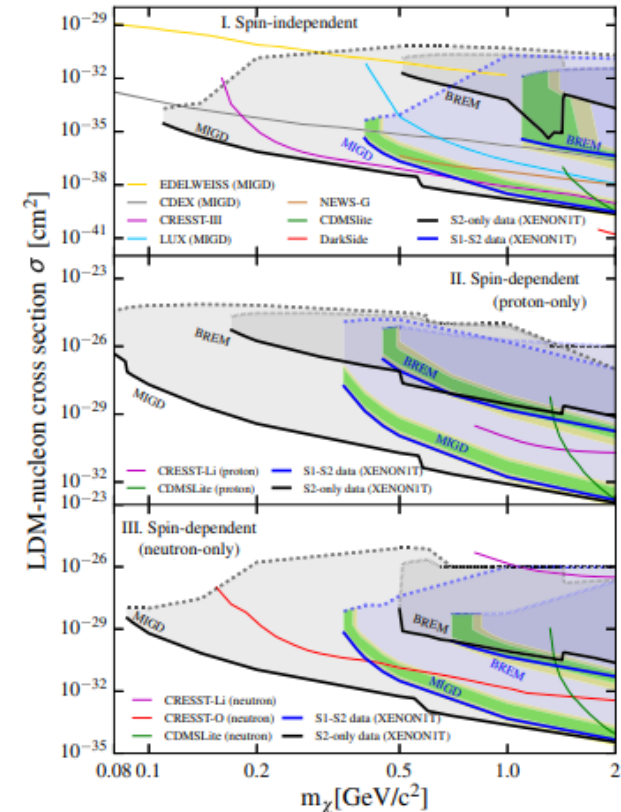 LDM-nucleon cross section σ [cm²]
10⁻²⁹
10⁻³²
10⁻³⁵
10⁻³⁸
10⁻⁴¹
I. Spin-independent
MIGD
MIGD
BREM
BREM
EDELWEISS (MIGD)
CDEX (MIGD)
CRESST-III
LUX (MIGD)
NEWS-G
CDMSlite
DarkSide
S2-only data (XENON1T)
S1-S2 data (XENON1T)
10⁻²³
10⁻²⁶
10⁻²⁹
10⁻³²
II. Spin-dependent
(proton-only)
BREM
MIGD
BREM
MIGD
CRESST-Li (proton)
CDMSLite (proton)
S1-S2 data (XENON1T)
S2-only data (XENON1T)
10⁻²³
10⁻²⁶
10⁻²⁹
10⁻³²
10⁻³⁵
III. Spin-dependent
(neutron-only)
MIGD
BREM
BREM
MIGD
CRESST-Li (neutron)
CRESST-O (neutron)
CDMSLite (neutron)
S1-S2 data (XENON1T)
S2-only data (XENON1T)
0.08 0.1 0.2 0.5 1.0 2
mχ[GeV/c²]